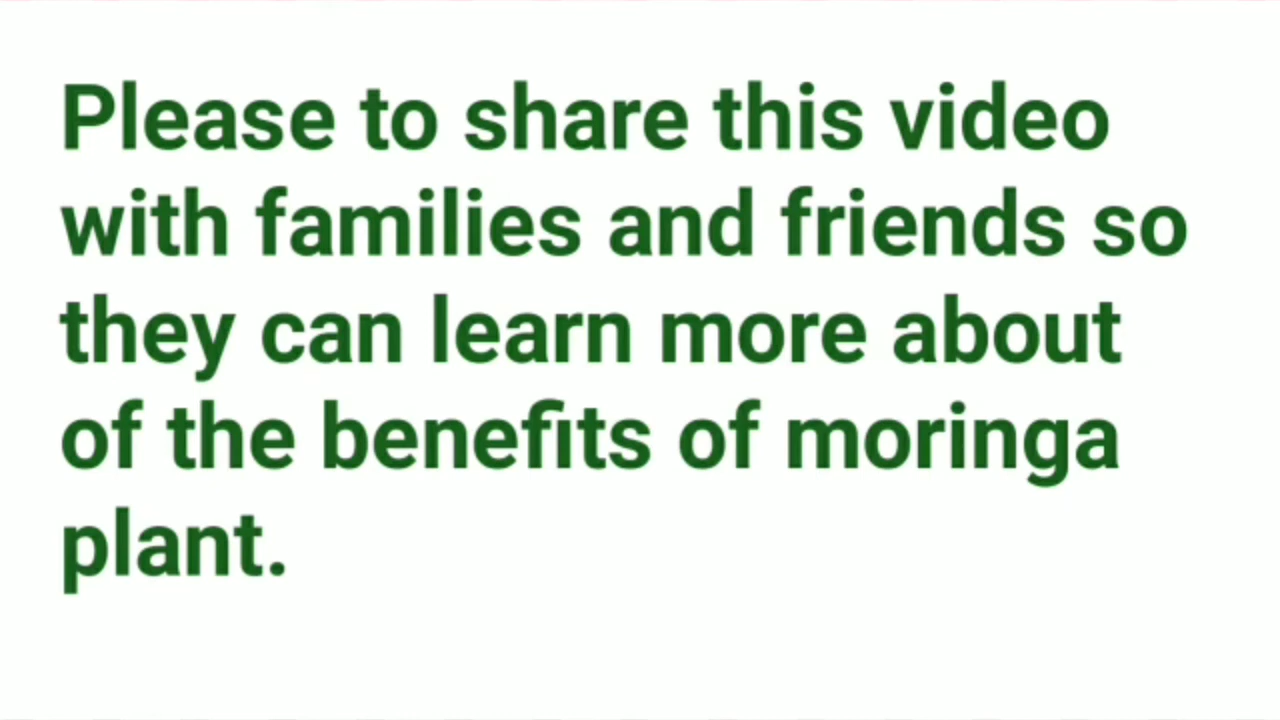 Please to share this video
with families and friends so
they can learn more about
of the benefits of moringa
plant.